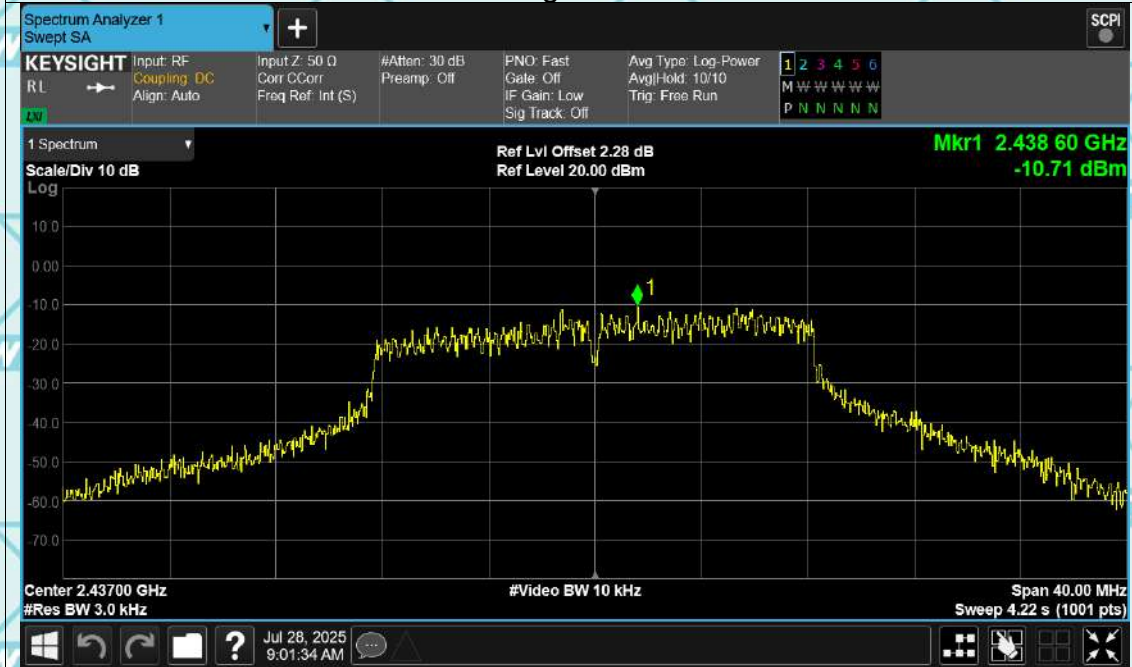 Spectrum Analyzer 1
Swept SA
+
SCPI
KEYSIGHT
RL
LXI
Input: RF
Coupling: DC
Align: Auto
Input Z: 50 Ω
Corr CCorr
Freq Ref: Int (S)
#Atten: 30 dB
Preamp: Off
PNO: Fast
Gate: Off
IF Gain: Low
Sig Track: Off
Avg Type: Log-Power
Avg|Hold: 10/10
Trig: Free Run
1 2 3 4 5 6
M W W W W W
P N N N N N
1 Spectrum
Scale/Div 10 dB
Log
Ref Lvl Offset 2.28 dB
Ref Level 20.00 dBm
Mkr1 2.438 60 GHz
-10.71 dBm
10.0
0.00
-10.0
-20.0
-30.0
-40.0
-50.0
-60.0
-70.0
1
Center 2.43700 GHz
#Res BW 3.0 kHz
#Video BW 10 kHz
Span 40.00 MHz
Sweep 4.22 s (1001 pts)
?
Jul 28, 2025
9:01:34 AM